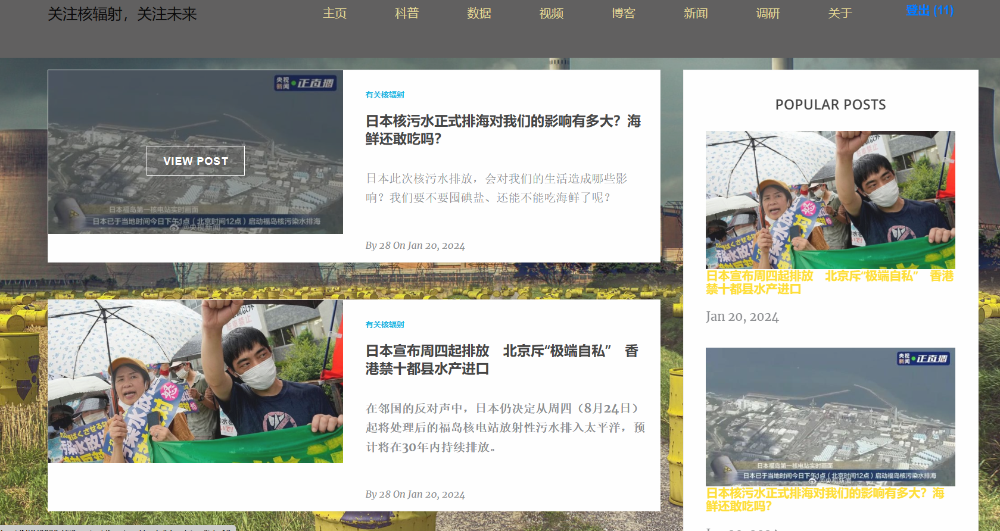 关注核辐射，关注未来
主页
科普
数据
视频
博客
新闻
调研
关于
登出 (11)
央视新闻 正直播
VIEW POST
日本福岛第一核电站实时画面
日本已于当地时间今日下午1点（北京时间12点）启动福岛核污染水排海
@央视新闻
有关核辐射
日本核污水正式排海对我们的影响有多大？海
鲜还敢吃吗？
日本此次核污水排放，会对我们的生活造成哪些影
响？我们要不要囤碘盐、还能不能吃海鲜了呢？
By 28 On Jan 20, 2024
有关核辐射
日本宣布周四起排放　北京斥“极端自私”　香
港禁十都县水产进口
在邻国的反对声中，日本仍决定从周四（8月24日）
起将处理后的福岛核电站放射性污水排入太平洋，预
计将在30年内持续排放。
By 28 On Jan 20, 2024
POPULAR POSTS
日本宣布周四起排放　北京斥“极端自私”　香港
禁十都县水产进口
Jan 20, 2024
央视新闻 正直播
日本福岛第一核电站实时画面
日本已于当地时间今日下午1点（北京时间12点）启动福岛核污染水排海
@央视新闻
日本核污水正式排海对我们的影响有多大？海
鲜还敢吃吗？